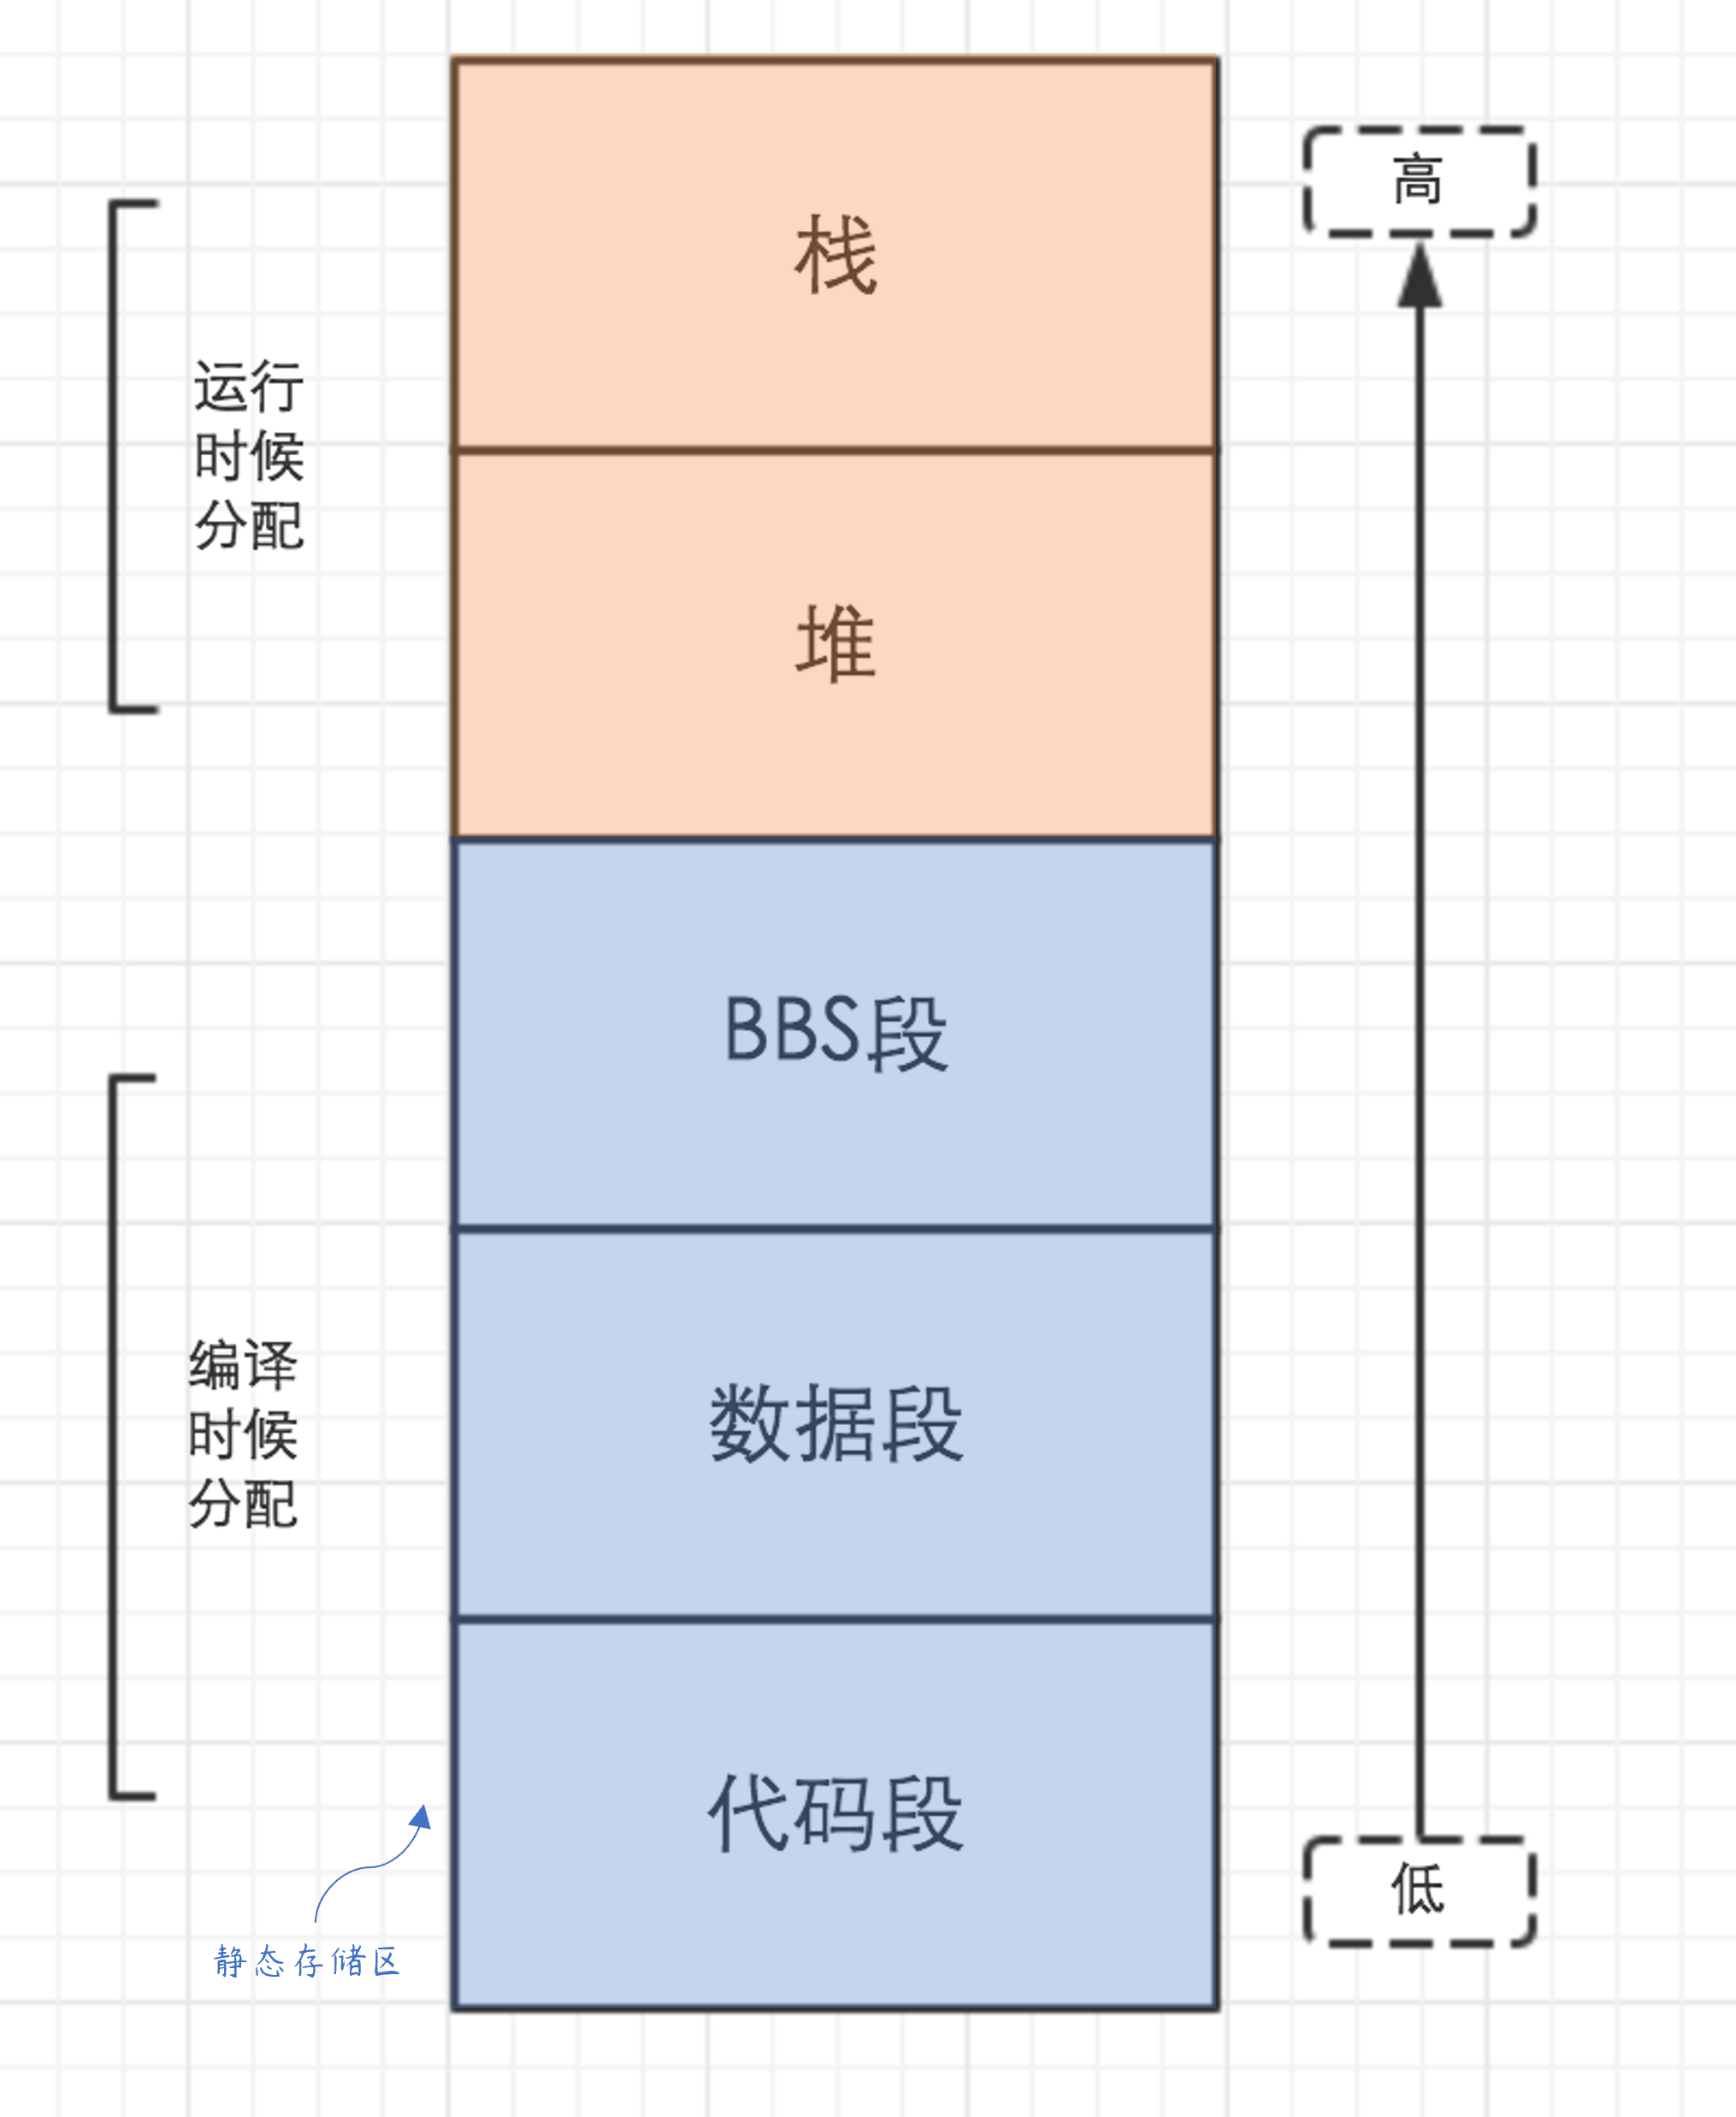 栈
高
运行
时候
分配
堆
BBS段
编译
时候
分配
数据段
代码段
低
静态存储区